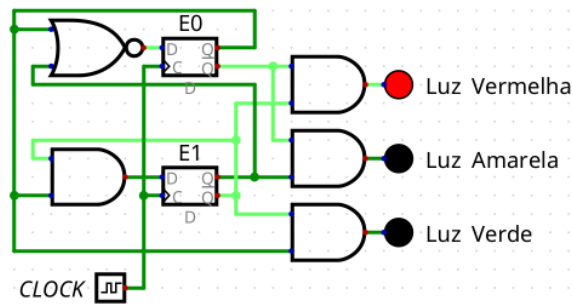 E0
D Q
C Q
D
Luz Vermelha
E1
D Q
C Q
D
Luz Amarela
Luz Verde
CLOCK